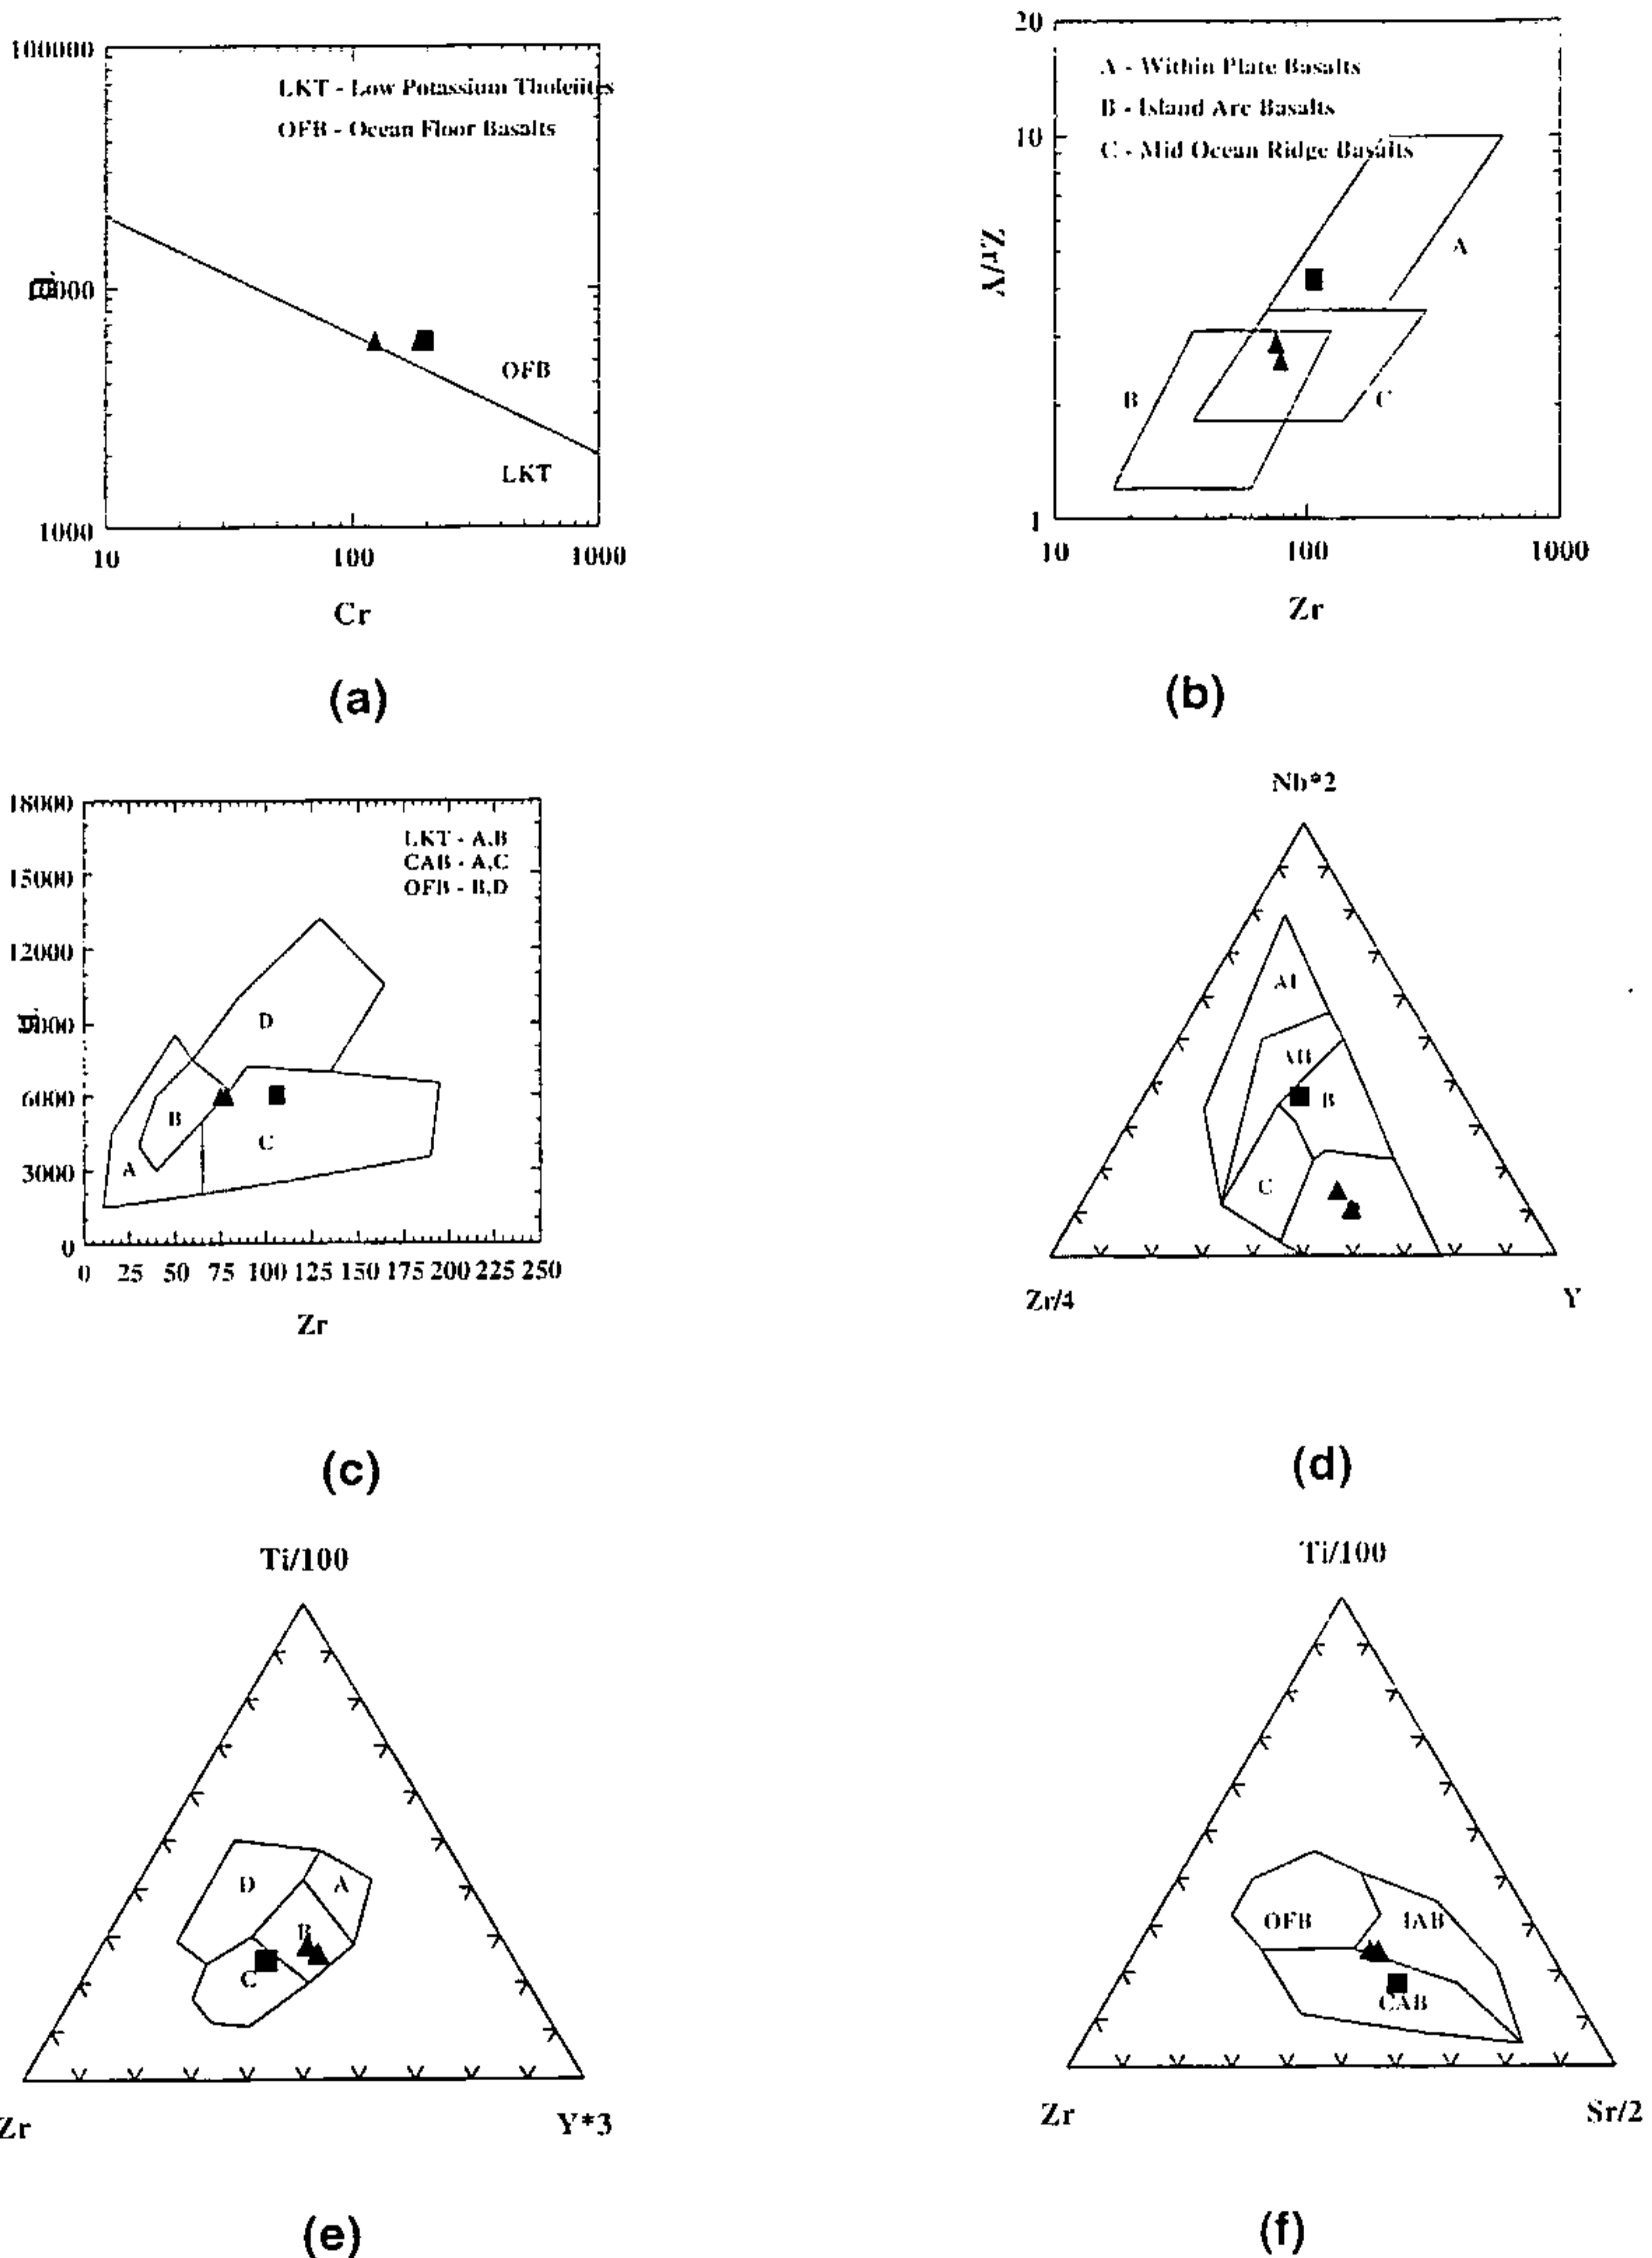 100000
LKT - Low Potassium Tholeiites
OFB - Ocean Floor Basalts
OFB
LKT
1000
10
100
1000
Cr
(a)
20
A - Within Plate Basalts
B - Island Arc Basalts
10
C - Mid Ocean Ridge Basalts
Zr/Y
A
B
C
1
10
100
1000
Zr
(b)
18000
LKT - A,B
CAB - A,C
OFB - B,D
15000
12000
D
6000
B
C
A
3000
0
0 25 50 75 100 125 150 175 200 225 250
Zr
(c)
Nb*2
AI
AII
B
C
Zr/4
Y
(d)
Ti/100
D
A
B
C
Zr
Y*3
(e)
Ti/100
OFB
IAB
CAB
Zr
Sr/2
(f)